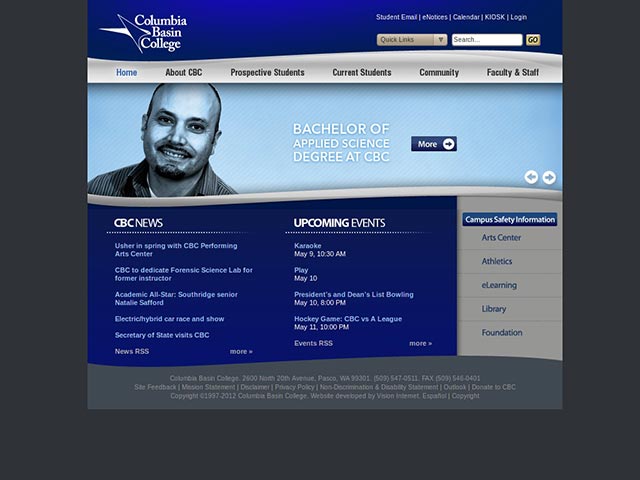 Columbia
Basin
College
Student Email | eNotices | Calendar | KIOSK | Login
Quick Links
Search...
GO
Home
About CBC
Prospective Students
Current Students
Community
Faculty & Staff
BACHELOR OF
APPLIED SCIENCE
DEGREE AT CBC
More
CBC NEWS
Usher in spring with CBC Performing
Arts Center
CBC to dedicate Forensic Science Lab for
former instructor
Academic All-Star: Southridge senior
Natalie Safford
Electric/hybrid car race and show
Secretary of State visits CBC
News RSS
more »
UPCOMING EVENTS
Karaoke
May 9, 10:30 AM
Play
May 10
President's and Dean's List Bowling
May 10, 8:00 PM
Hockey Game: CBC vs A League
May 11, 10:00 PM
Events RSS
more »
Campus Safety Information
Arts Center
Athletics
eLearning
Library
Foundation
Columbia Basin College. 2600 North 20th Avenue, Pasco, WA 99301. (509) 547-0511. FAX (509) 546-0401
Site Feedback | Mission Statement | Disclaimer | Privacy Policy | Non-Discrimination & Disability Statement | Outlook | Donate to CBC
Copyright ©1997-2012 Columbia Basin College. Website developed by Vision Internet. Español | Copyright